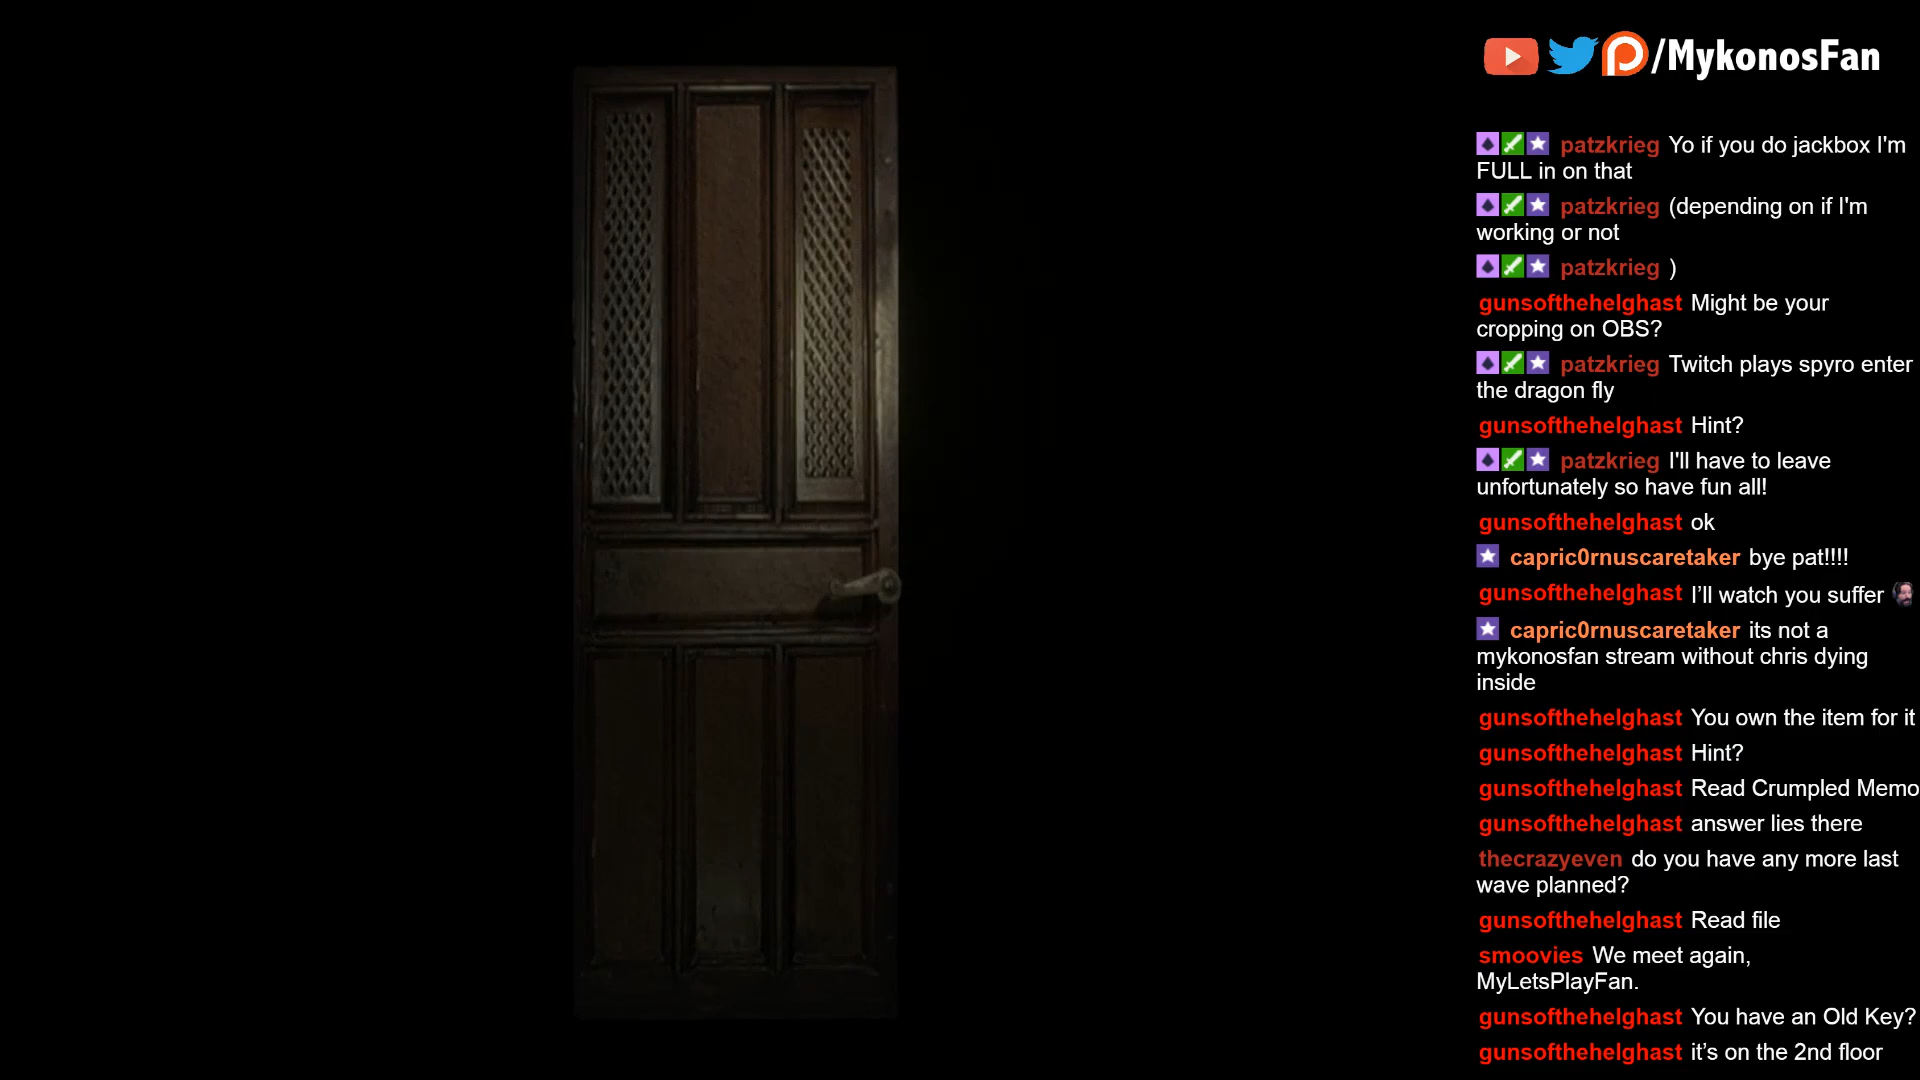 /MykonosFan
patzkrieg Yo if you do jackbox I'm
FULL in on that
patzkrieg (depending on if I'm
working or not
patzkrieg )
gunsofthehelghast Might be your
cropping on OBS?
patzkrieg Twitch plays spyro enter
the dragon fly
gunsofthehelghast Hint?
patzkrieg I'll have to leave
unfortunately so have fun all!
gunsofthehelghast ok
capric0rnuscaretaker bye pat!!!!
gunsofthehelghast I’ll watch you suffer
capric0rnuscaretaker its not a
mykonosfan stream without chris dying
inside
gunsofthehelghast You own the item for it
gunsofthehelghast Hint?
gunsofthehelghast Read Crumpled Memo
gunsofthehelghast answer lies there
thecrazyeven do you have any more last
wave planned?
gunsofthehelghast Read file
smoovies We meet again,
MyLetsPlayFan.
gunsofthehelghast You have an Old Key?
gunsofthehelghast it’s on the 2nd floor